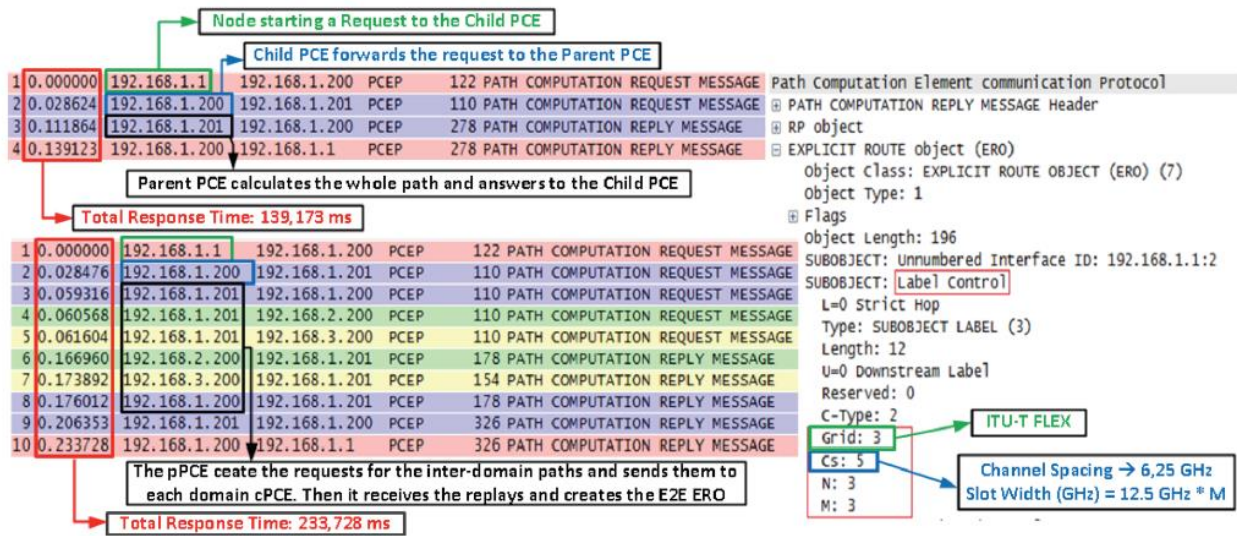 Node starting a Request to the Child PCE
Child PCE forwards the request to the Parent PCE
1 0.000000 192.168.1.1 192.168.1.200 PCEP 122 PATH COMPUTATION REQUEST MESSAGE
2 0.028624 192.168.1.200 192.168.1.201 PCEP 110 PATH COMPUTATION REQUEST MESSAGE
3 0.111864 192.168.1.201 192.168.1.200 PCEP 278 PATH COMPUTATION REPLY MESSAGE
4 0.139123 192.168.1.200 192.168.1.1 PCEP 278 PATH COMPUTATION REPLY MESSAGE
Parent PCE calculates the whole path and answers to the Child PCE
Total Response Time: 139,173 ms
1 0.000000 192.168.1.1 192.168.1.200 PCEP 122 PATH COMPUTATION REQUEST MESSAGE
2 0.028476 192.168.1.200 192.168.1.201 PCEP 110 PATH COMPUTATION REQUEST MESSAGE
3 0.059316 192.168.1.201 192.168.1.200 PCEP 110 PATH COMPUTATION REQUEST MESSAGE
4 0.060568 192.168.1.201 192.168.2.200 PCEP 110 PATH COMPUTATION REQUEST MESSAGE
5 0.061604 192.168.1.201 192.168.3.200 PCEP 110 PATH COMPUTATION REQUEST MESSAGE
6 0.166960 192.168.2.200 192.168.1.201 PCEP 178 PATH COMPUTATION REPLY MESSAGE
7 0.173892 192.168.3.200 192.168.1.201 PCEP 154 PATH COMPUTATION REPLY MESSAGE
8 0.176012 192.168.1.200 192.168.1.201 PCEP 178 PATH COMPUTATION REPLY MESSAGE
9 0.206353 192.168.1.201 192.168.1.200 PCEP 326 PATH COMPUTATION REPLY MESSAGE
10 0.233728 192.168.1.200 192.168.1.1 PCEP 326 PATH COMPUTATION REPLY MESSAGE
The pPCE ceate the requests for the inter-domain paths and sends them to
each domain cPCE. Then it receives the replays and creates the E2E ERO
Total Response Time: 233,728 ms
Path Computation Element communication Protocol
PATH COMPUTATION REPLY MESSAGE Header
RP object
EXPLICIT ROUTE object (ERO)
Object Class: EXPLICIT ROUTE OBJECT (ERO) (7)
Object Type: 1
Flags
Object Length: 196
SUBOBJECT: Unnumbered Interface ID: 192.168.1.1:2
SUBOBJECT: Label Control
L=0 Strict Hop
Type: SUBOBJECT LABEL (3)
Length: 12
U=0 Downstream Label
Reserved: 0
C-Type: 2
Grid: 3
Cs: 5
N: 3
M: 3
ITU-T FLEX
Channel Spacing → 6,25 GHz
Slot Width (GHz) = 12.5 GHz * M